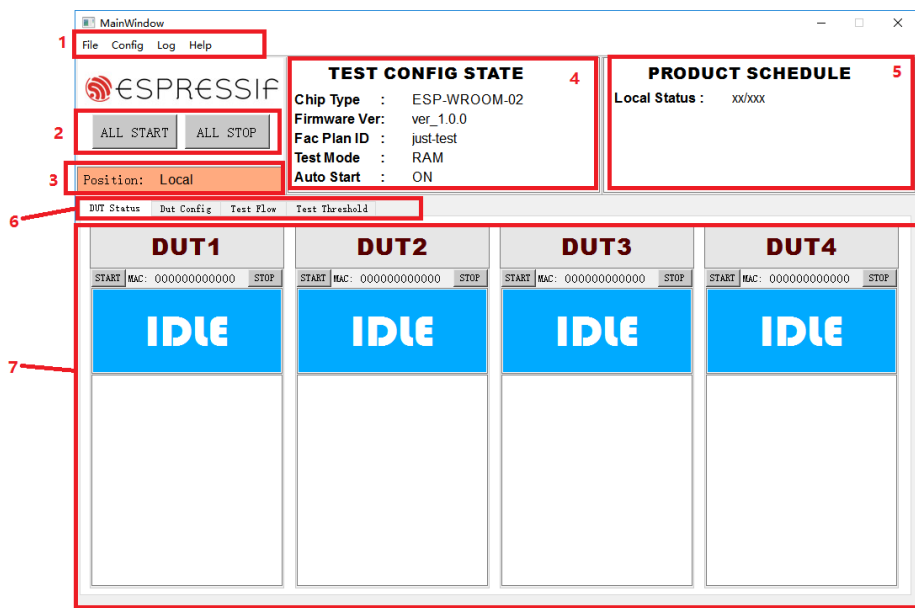 MainWindow
1
File Config Log Help
ESPRESSIF
2
ALL START ALL STOP
3
Position: Local
TEST CONFIG STATE
4
Chip Type : ESP-WROOM-02
Firmware Ver: ver_1.0.0
Fac Plan ID : just-test
Test Mode : RAM
Auto Start : ON
PRODUCT SCHEDULE
5
Local Status : xx/xxx
6
DUT Status Dut Config Test Flow Test Threshold
7
DUT1
START MAC: 000000000000 STOP
IDLE
DUT2
START MAC: 000000000000 STOP
IDLE
DUT3
START MAC: 000000000000 STOP
IDLE
DUT4
START MAC: 000000000000 STOP
IDLE